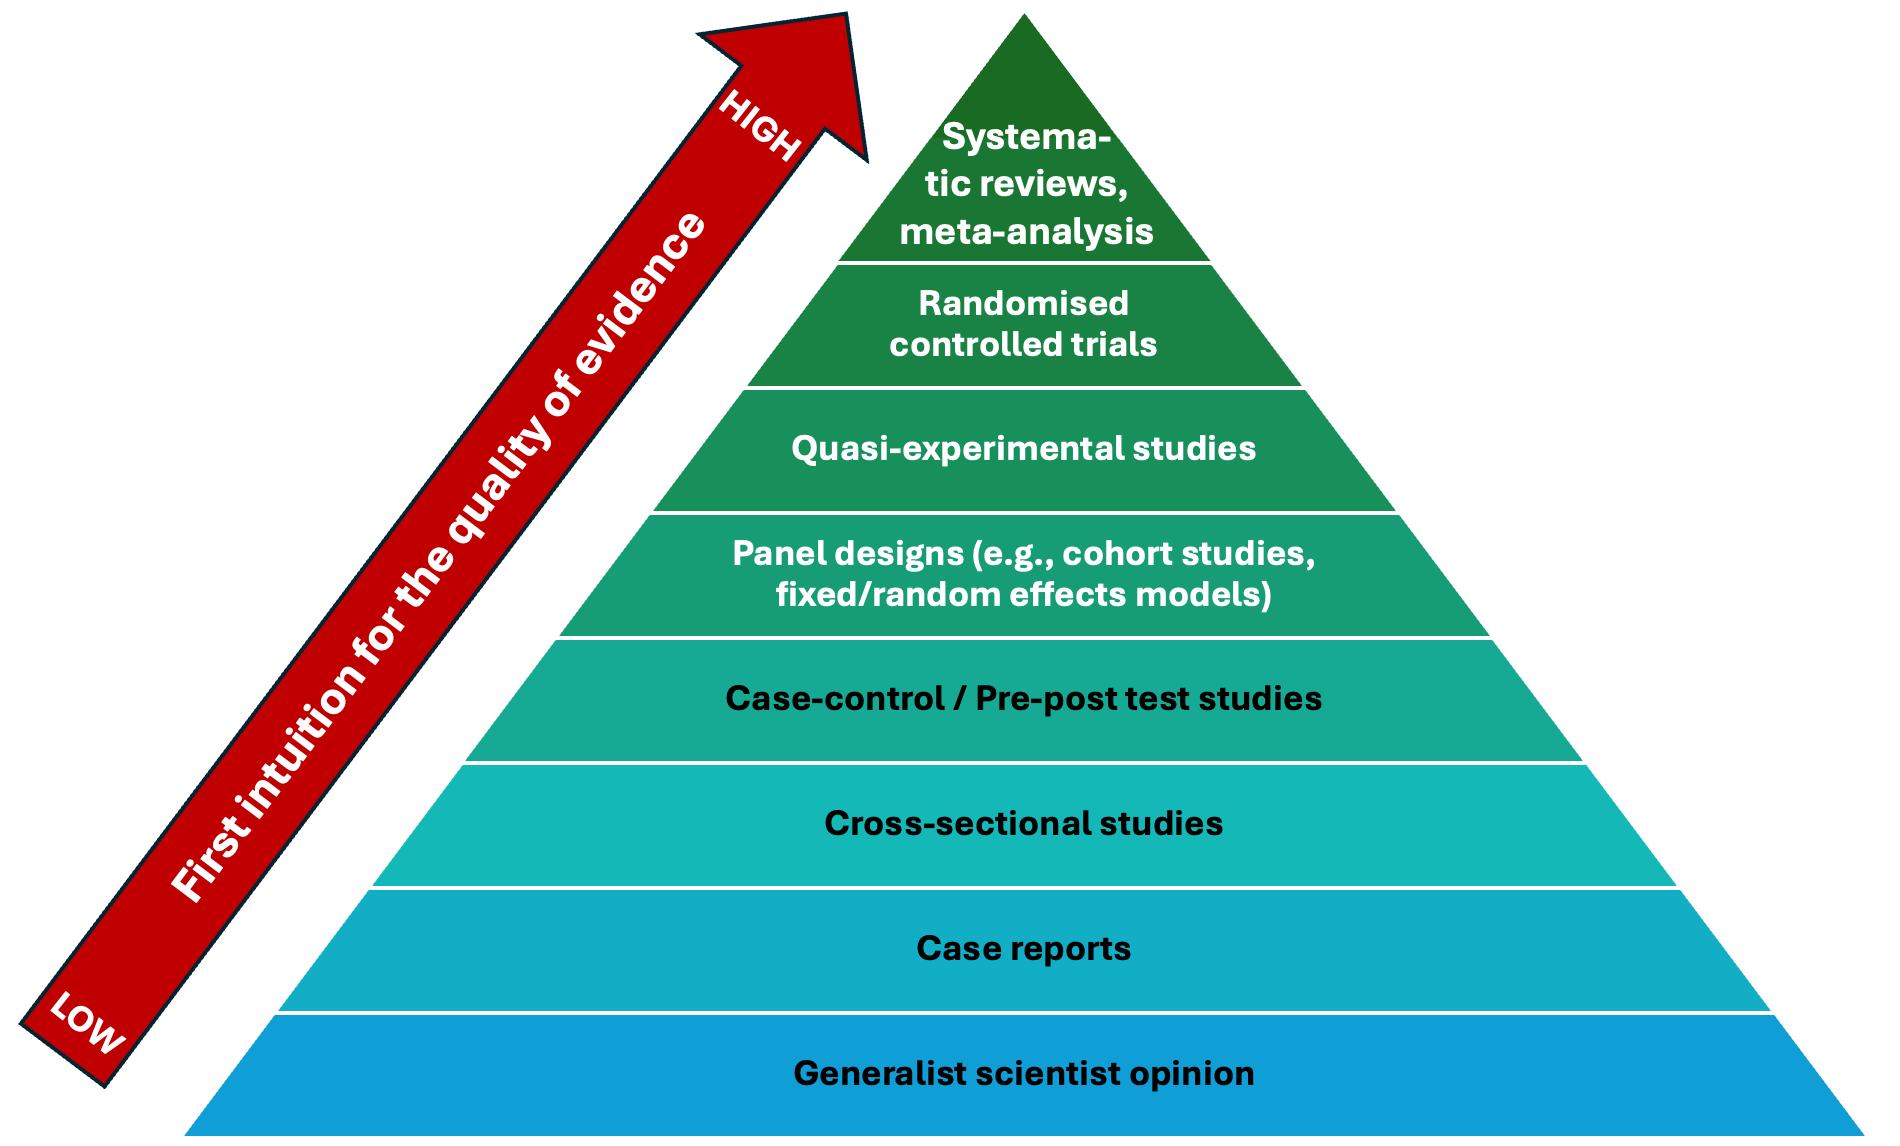 HIGH
First intuition for the quality of evidence
LOW
Systema-
tic reviews,
meta-analysis
Randomised
controlled trials
Quasi-experimental studies
Panel designs (e.g., cohort studies,
fixed/random effects models)
Case-control / Pre-post test studies
Cross-sectional studies
Case reports
Generalist scientist opinion